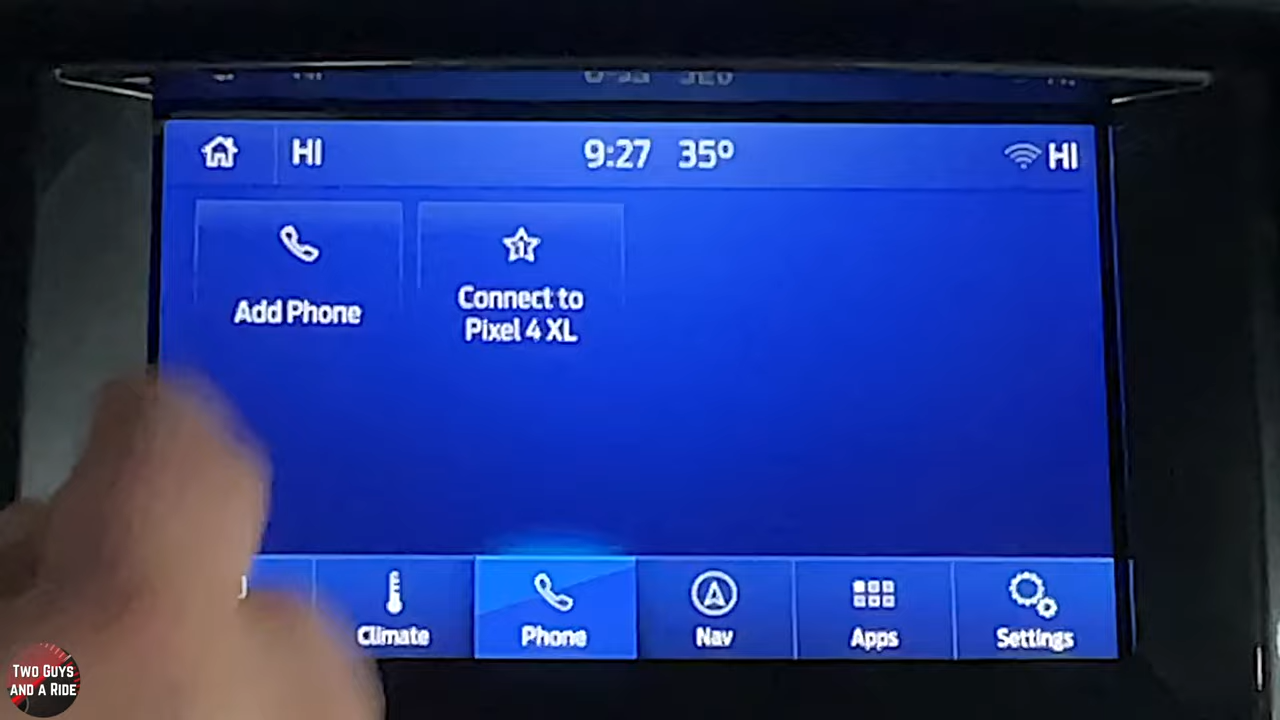 HI
9:27 35°
HI
Add Phone
1
Connect to
Pixel 4 XL
Climate
Phone
Nav
Apps
Settings
TWO GUYS
AND A RIDE